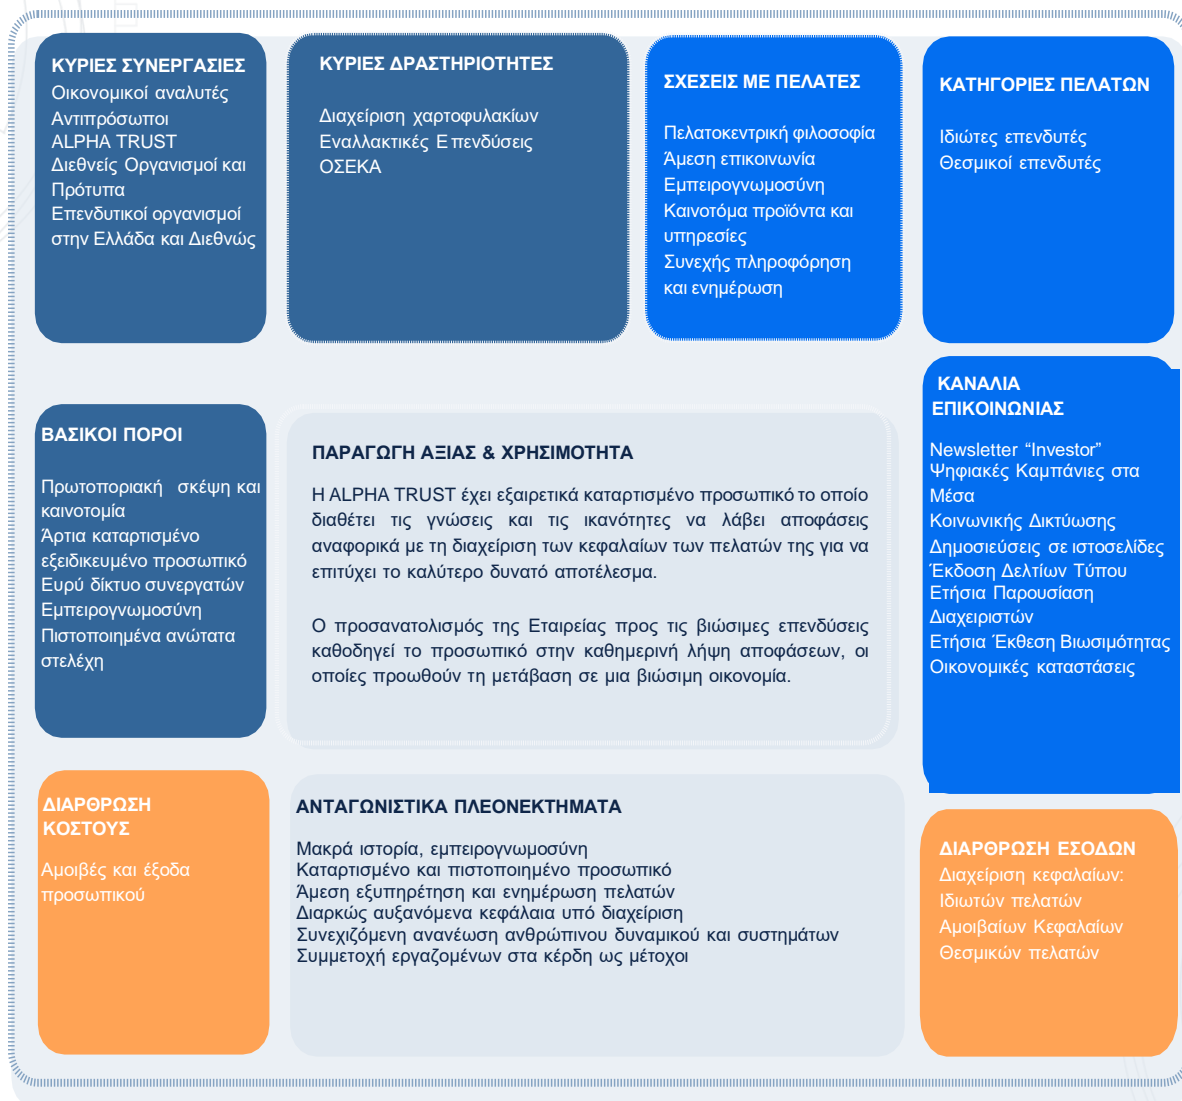 ΚΥΡΙΕΣ ΣΥΝΕΡΓΑΣΙΕΣ
Οικονομικοί αναλυτές
Αντιπρόσωποι
ALPHA TRUST
Διεθνείς Οργανισμοί και
Πρότυπα
Επενδυτικοί οργανισμοί
στην Ελλάδα και Διεθνώς
ΚΥΡΙΕΣ ΔΡΑΣΤΗΡΙΟΤΗΤΕΣ
Διαχείριση χαρτοφυλακίων
Εναλλακτικές Επενδύσεις
ΟΣΕΚΑ
ΣΧΕΣΕΙΣ ΜΕ ΠΕΛΑΤΕΣ
Πελατοκεντρική φιλοσοφία
Άμεση επικοινωνία
Εμπειρογνωμοσύνη
Καινοτόμα προϊόντα και
υπηρεσίες
Συνεχής πληροφόρηση
και ενημέρωση
ΚΑΤΗΓΟΡΙΕΣ ΠΕΛΑΤΩΝ
Ιδιώτες επενδυτές
Θεσμικοί επενδυτές
ΒΑΣΙΚΟΙ ΠΟΡΟΙ
Πρωτοποριακή σκέψη και
καινοτομία
Άρτια καταρτισμένο
εξειδικευμένο προσωπικό
Ευρύ δίκτυο συνεργατών
Εμπειρογνωμοσύνη
Πιστοποιημένα ανώτατα
στελέχη
ΠΑΡΑΓΩΓΗ ΑΞΙΑΣ & ΧΡΗΣΙΜΟΤΗΤΑ
Η ALPHA TRUST έχει εξαιρετικά καταρτισμένο προσωπικό το οποίο
διαθέτει τις γνώσεις και τις ικανότητες να λάβει αποφάσεις
αναφορικά με τη διαχείριση των κεφαλαίων των πελατών της για να
επιτύχει το καλύτερο δυνατό αποτέλεσμα.
Ο προσανατολισμός της Εταιρείας προς τις βιώσιμες επενδύσεις
καθοδηγεί το προσωπικό στην καθημερινή λήψη αποφάσεων, οι
οποίες προωθούν τη μετάβαση σε μια βιώσιμη οικονομία.
ΚΑΝΑΛΙΑ
ΕΠΙΚΟΙΝΩΝΙΑΣ
Newsletter “Investor”
Ψηφιακές Καμπάνιες στα
Μέσα
Κοινωνικής Δικτύωσης
Δημοσιεύσεις σε ιστοσελίδες
Έκδοση Δελτίων Τύπου
Ετήσια Παρουσίαση
Διαχειριστών
Ετήσια Έκθεση Βιωσιμότητας
Οικονομικές καταστάσεις
ΔΙΑΡΘΡΩΣΗ
ΚΟΣΤΟΥΣ
Αμοιβές και έξοδα
προσωπικού
ΑΝΤΑΓΩΝΙΣΤΙΚΑ ΠΛΕΟΝΕΚΤΗΜΑΤΑ
Μακρά ιστορία, εμπειρογνωμοσύνη
Καταρτισμένο και πιστοποιημένο προσωπικό
Άμεση εξυπηρέτηση και ενημέρωση πελατών
Διαρκώς αυξανόμενα κεφάλαια υπό διαχείριση
Συνεχιζόμενη ανανέωση ανθρώπινου δυναμικού και συστημάτων
Συμμετοχή εργαζομένων στα κέρδη ως μέτοχοι
ΔΙΑΡΘΡΩΣΗ ΕΣΟΔΩΝ
Διαχείριση κεφαλαίων:
Ιδιωτών πελατών
Αμοιβαίων Κεφαλαίων
Θεσμικών πελατών